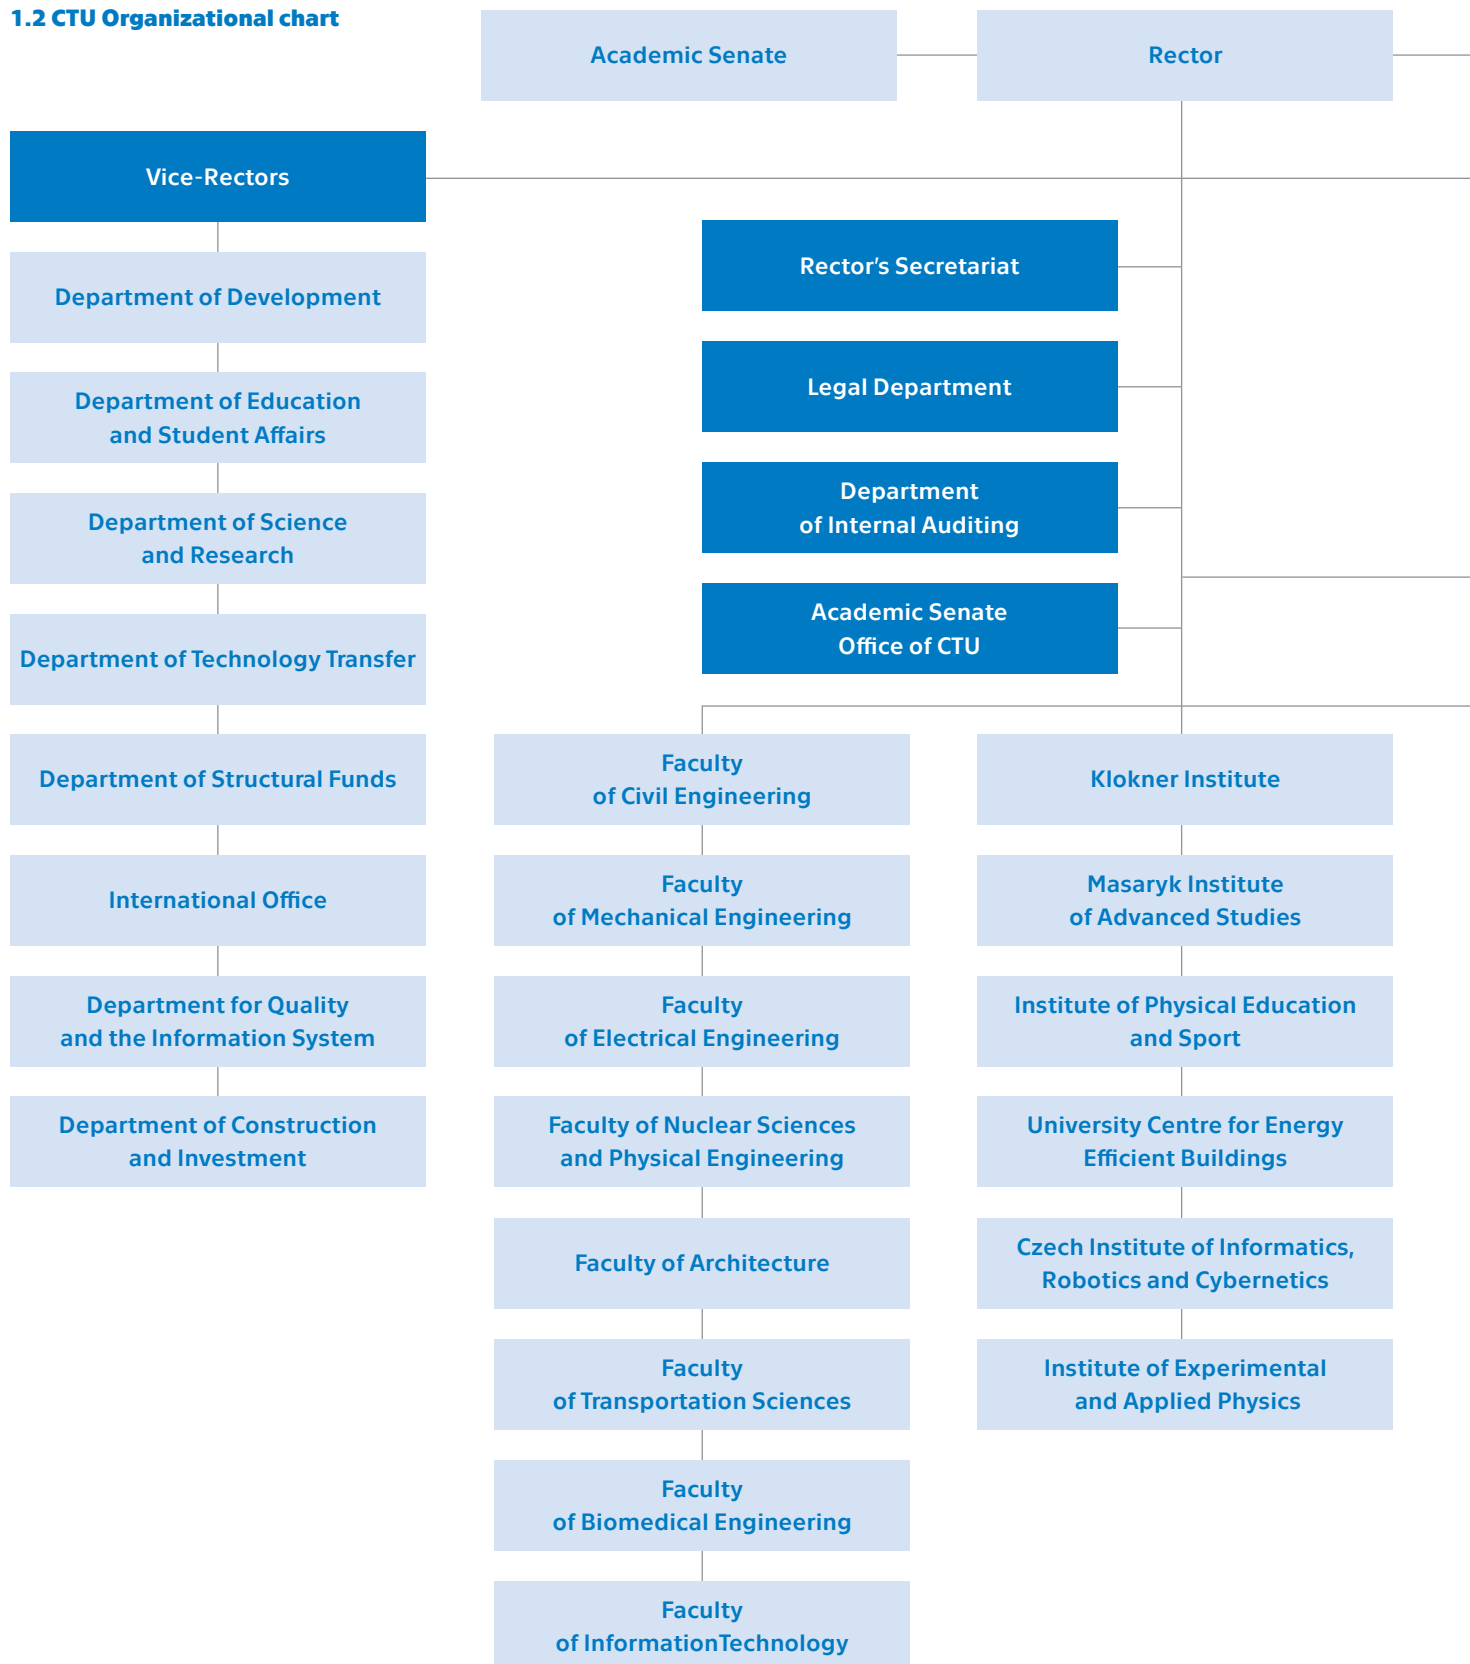 1.2 CTU Organizational chart
Academic Senate
Rector
Vice-Rectors
Department of Development
Department of Education
and Student Affairs
Department of Science
and Research
Department of Technology Transfer
Department of Structural Funds
International Office
Department for Quality
and the Information System
Department of Construction
and Investment
Rector's Secretariat
Legal Department
Department
of Internal Auditing
Academic Senate
Office of CTU
Faculty
of Civil Engineering
Faculty
of Mechanical Engineering
Faculty
of Electrical Engineering
Faculty of Nuclear Sciences
and Physical Engineering
Faculty of Architecture
Faculty
of Transportation Sciences
Faculty
of Biomedical Engineering
Faculty
of InformationTechnology
Klokner Institute
Masaryk Institute
of Advanced Studies
Institute of Physical Education
and Sport
University Centre for Energy
Efficient Buildings
Czech Institute of Informatics,
Robotics and Cybernetics
Institute of Experimental
and Applied Physics